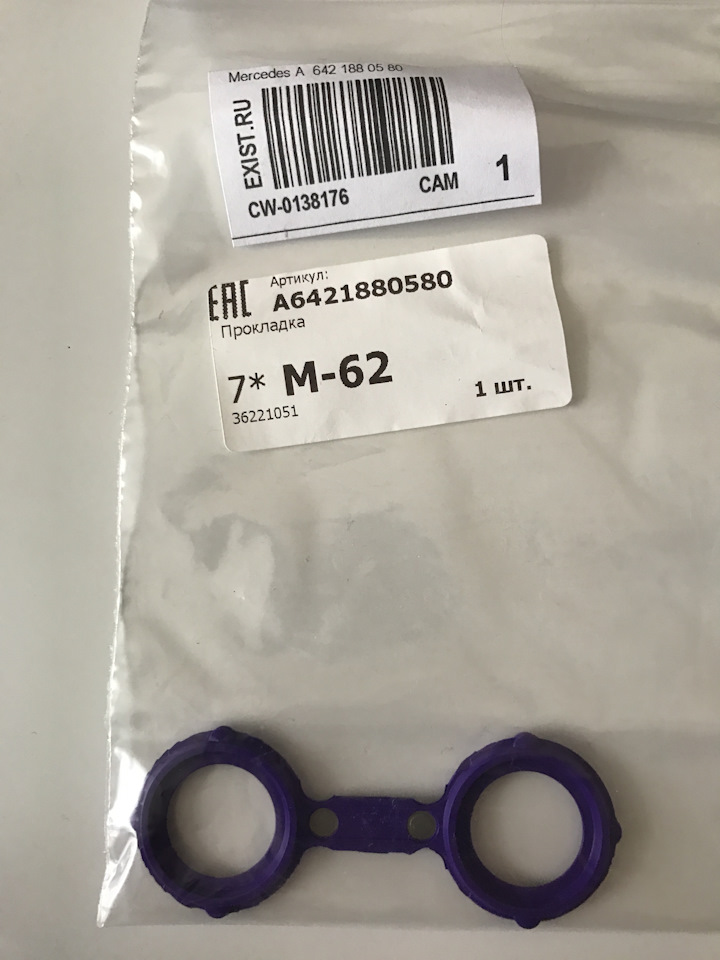 Mercedes A 642 188 05 80
EXIST.RU
CW-0138176
CAM
1
EAC
Артикул:
A6421880580
Прокладка
7* M-62
36221051
1 шт.